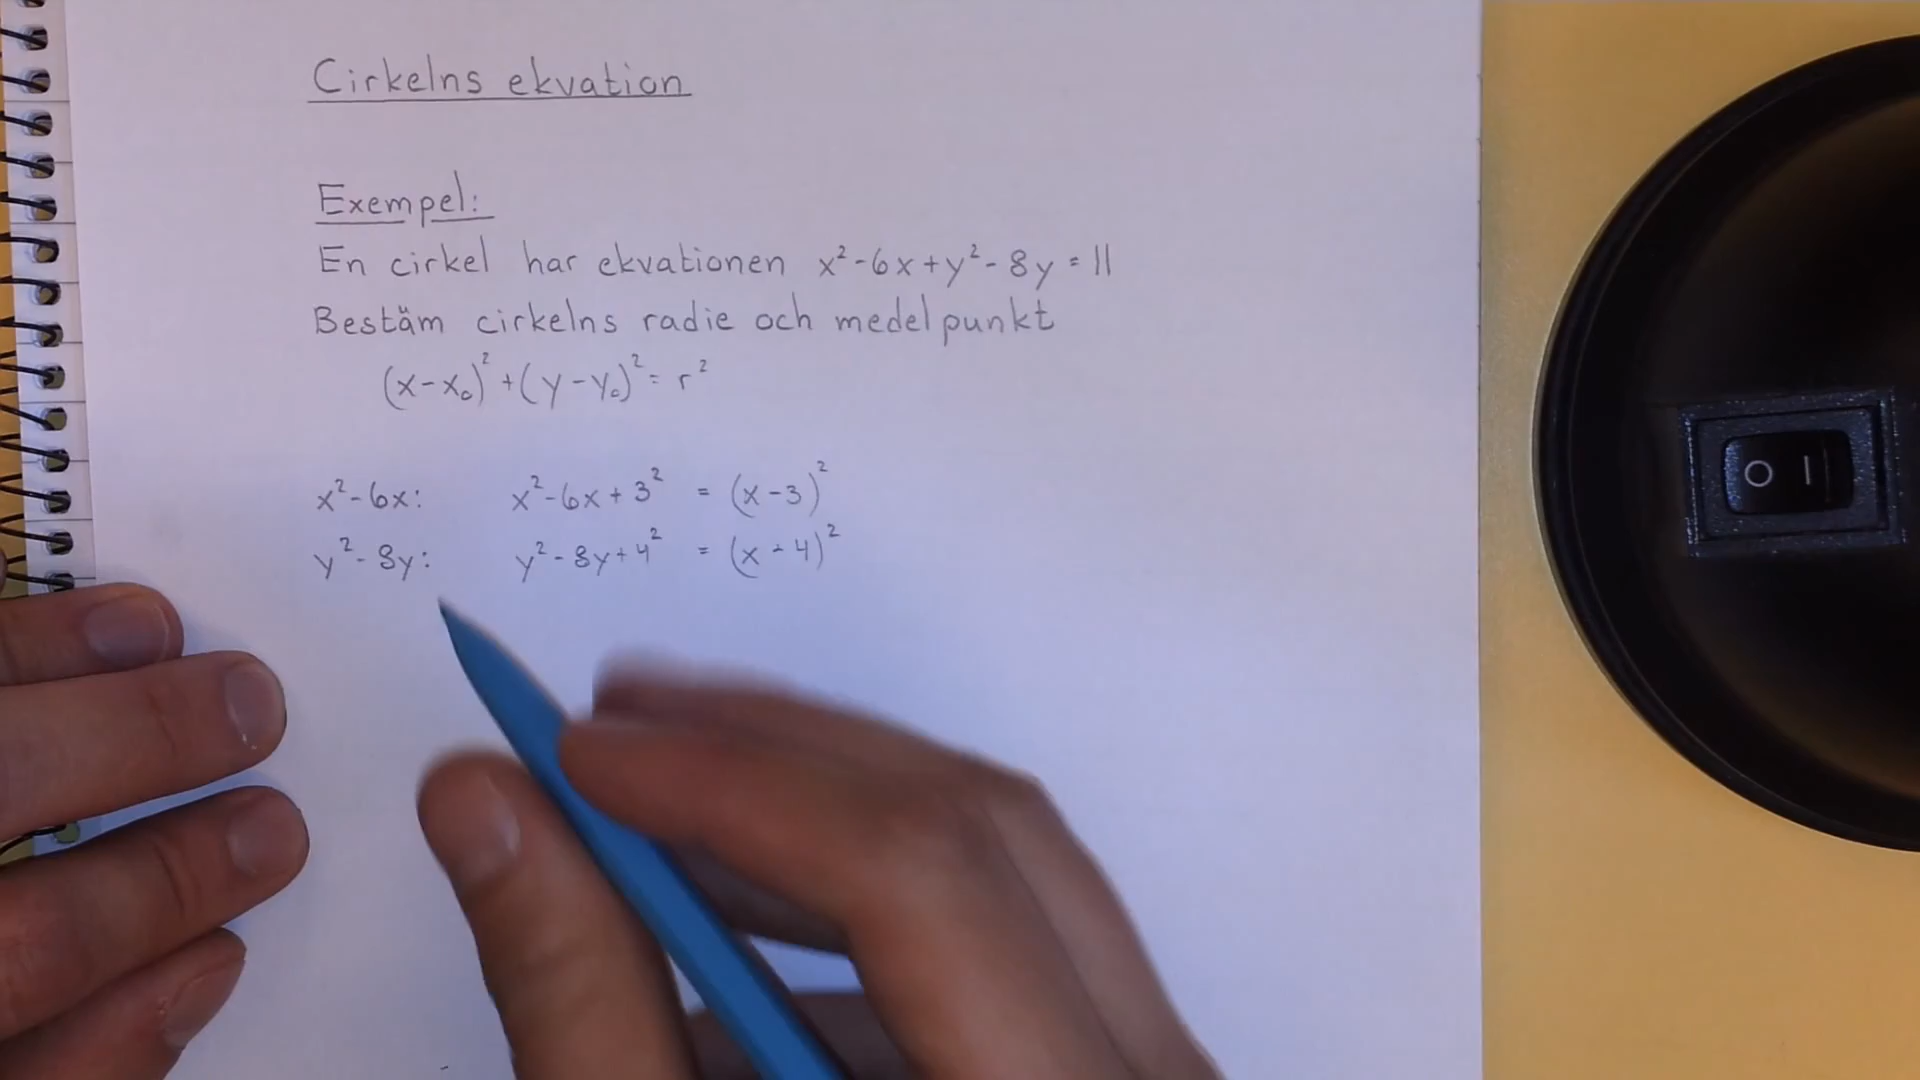 Cirkelns ekvation
Exempel:
En cirkel har ekvationen x²-6x+y²-8y=11
Bestäm cirkelns radie och medelpunkt
(x-x₀)²+(y-y₀)²=r²
x²-6x: x²-6x+3² = (x-3)²
y²-8y: y²-8y+4² = (x-4)²
O I